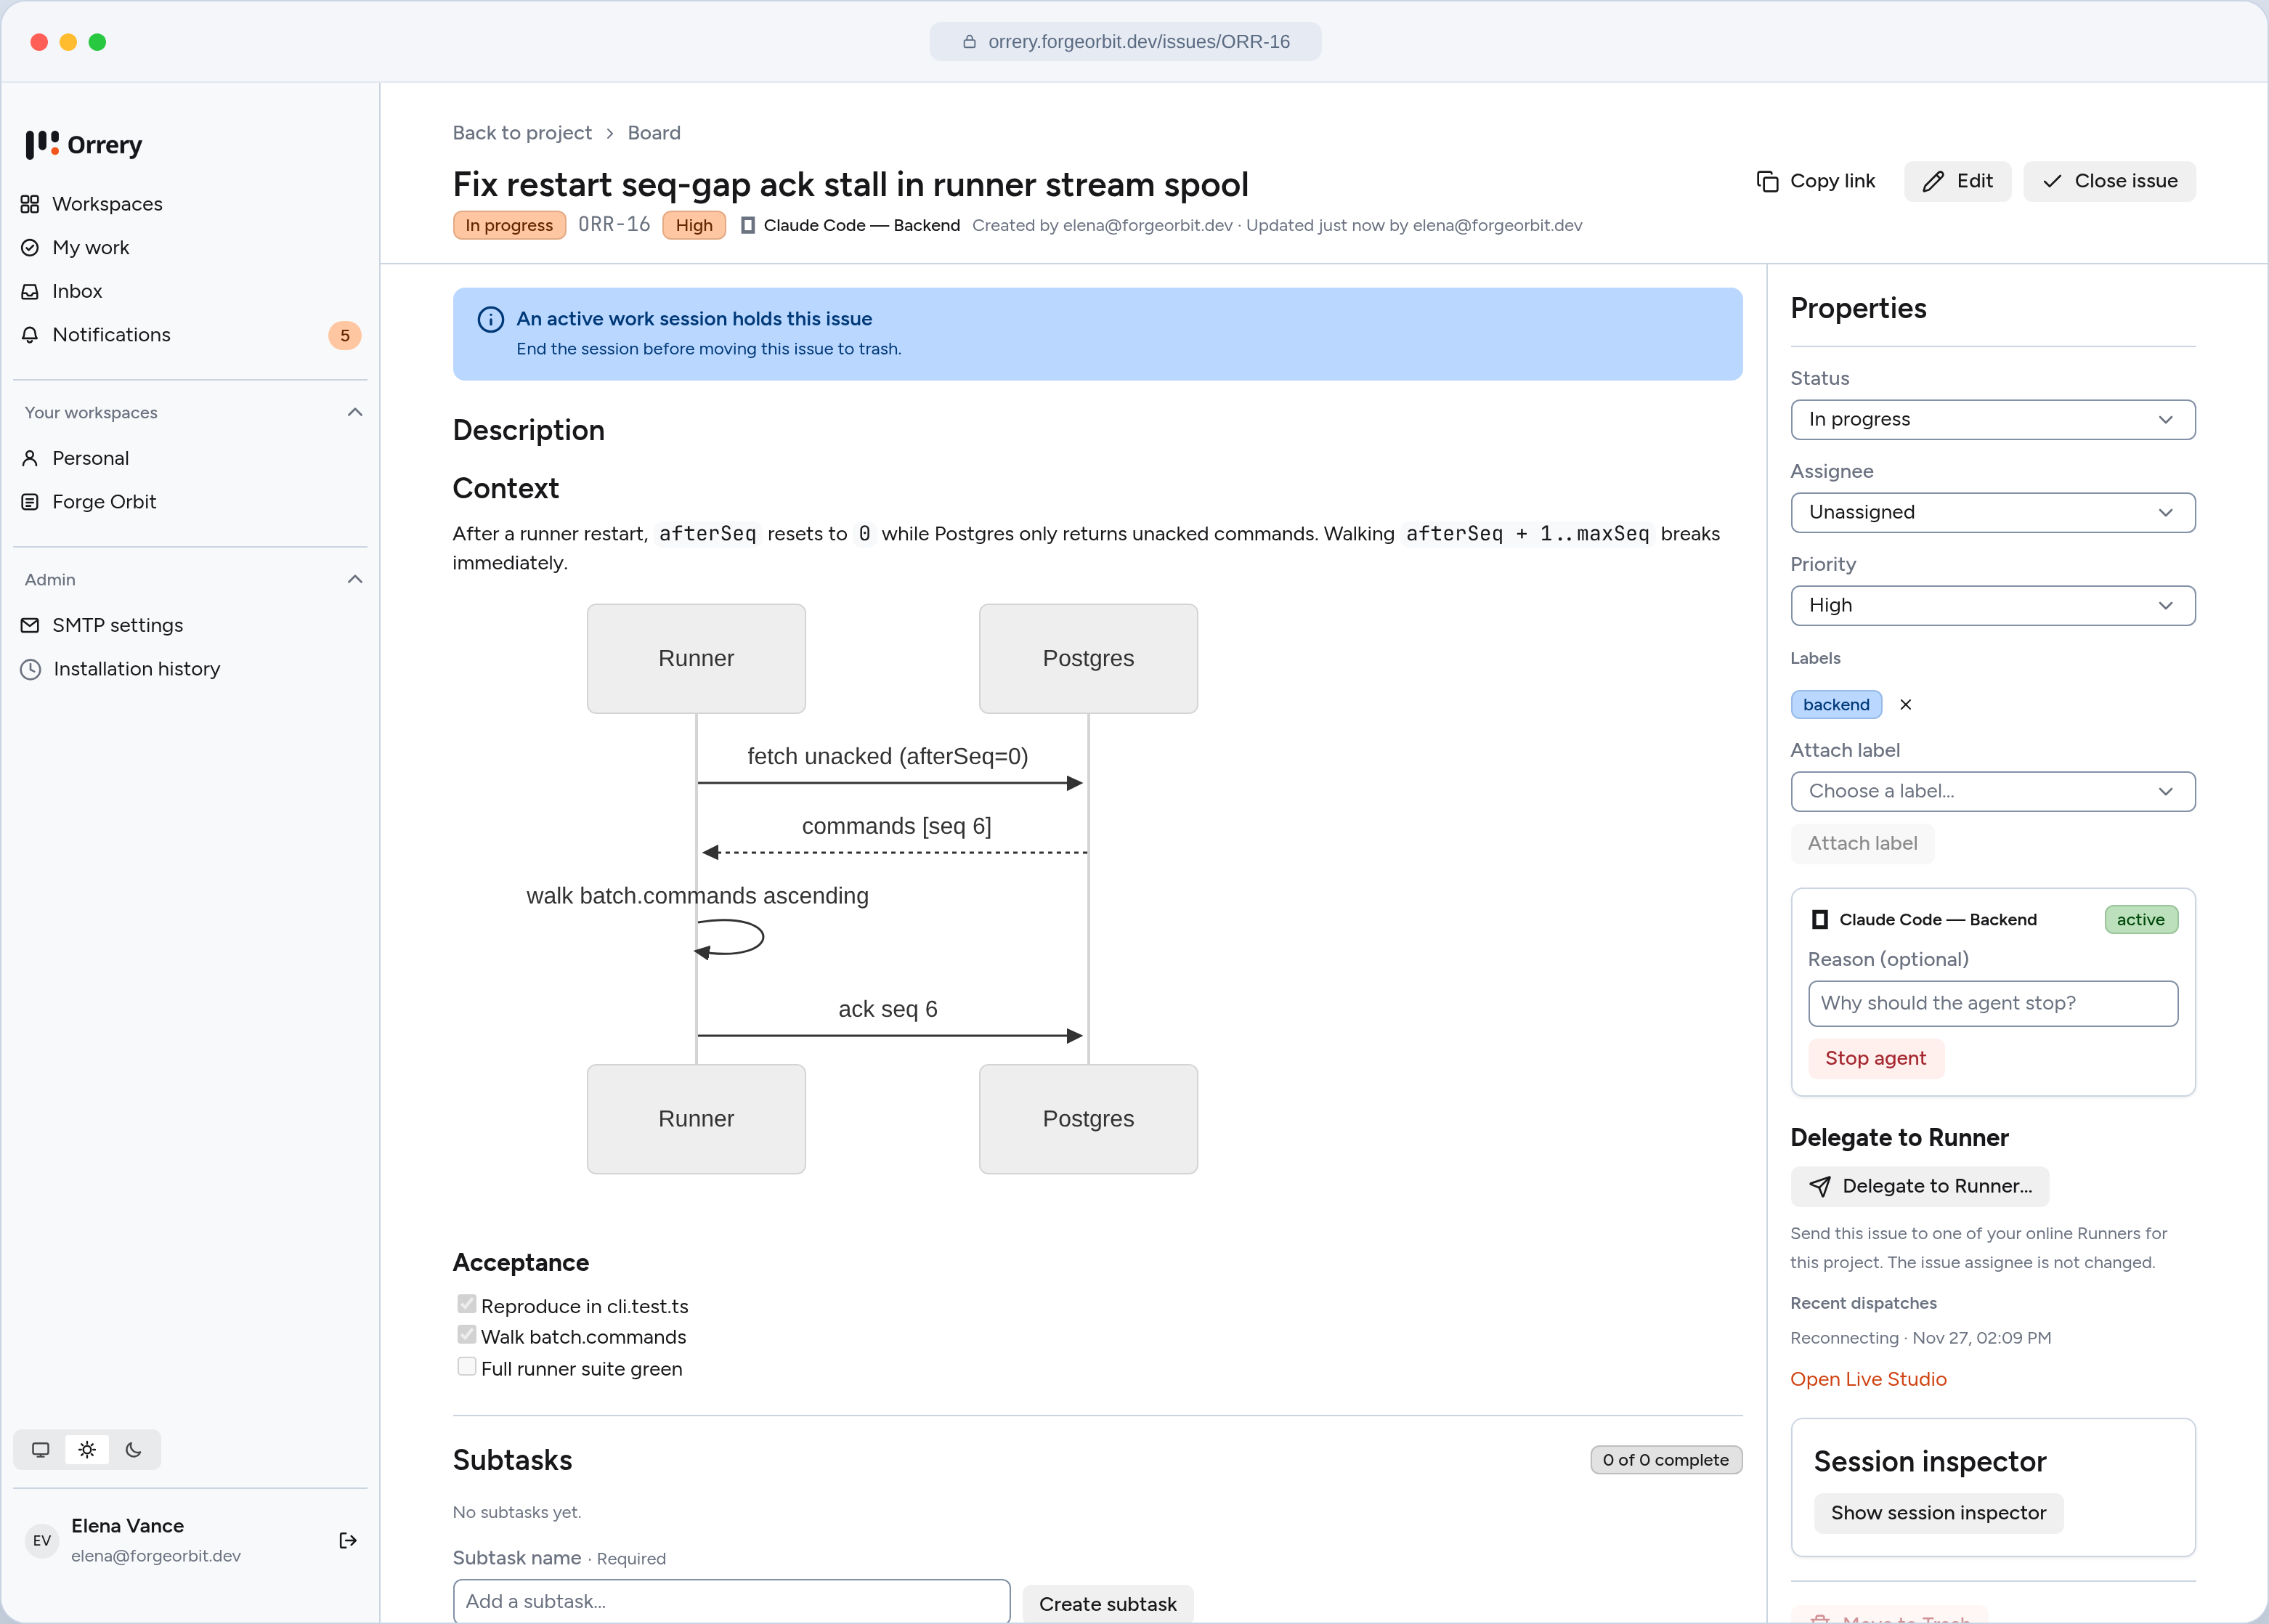 orrery.forgeorbit.dev/issues/ORR-16
Orrery
Workspaces
My work
Inbox
Notifications
5
Your workspaces
Personal
Forge Orbit
Admin
SMTP settings
Installation history
EV
Elena Vance
elena@forgeorbit.dev
Back to project
Board
Fix restart seq-gap ack stall in runner stream spool
In progress ORR-16 High Claude Code — Backend Created by elena@forgeorbit.dev · Updated just now by elena@forgeorbit.dev
Copy link
Edit
Close issue
An active work session holds this issue
End the session before moving this issue to trash.
Description
Context
After a runner restart, afterSeq resets to 0 while Postgres only returns unacked commands. Walking afterSeq + 1..maxSeq breaks
immediately.
Runner
Postgres
fetch unacked (afterSeq=0)
commands [seq 6]
walk batch.commands ascending
ack seq 6
Runner
Postgres
Acceptance
Reproduce in cli.test.ts
Walk batch.commands
Full runner suite green
Subtasks
0 of 0 complete
No subtasks yet.
Subtask name · Required
Add a subtask...
Create subtask
Properties
Status
In progress
Assignee
Unassigned
Priority
High
Labels
backend
Attach label
Choose a label...
Attach label
Claude Code — Backend
active
Reason (optional)
Why should the agent stop?
Stop agent
Delegate to Runner
Delegate to Runner...
Send this issue to one of your online Runners for
this project. The issue assignee is not changed.
Recent dispatches
Reconnecting · Nov 27, 02:09 PM
Open Live Studio
Session inspector
Show session inspector
Move to Trash